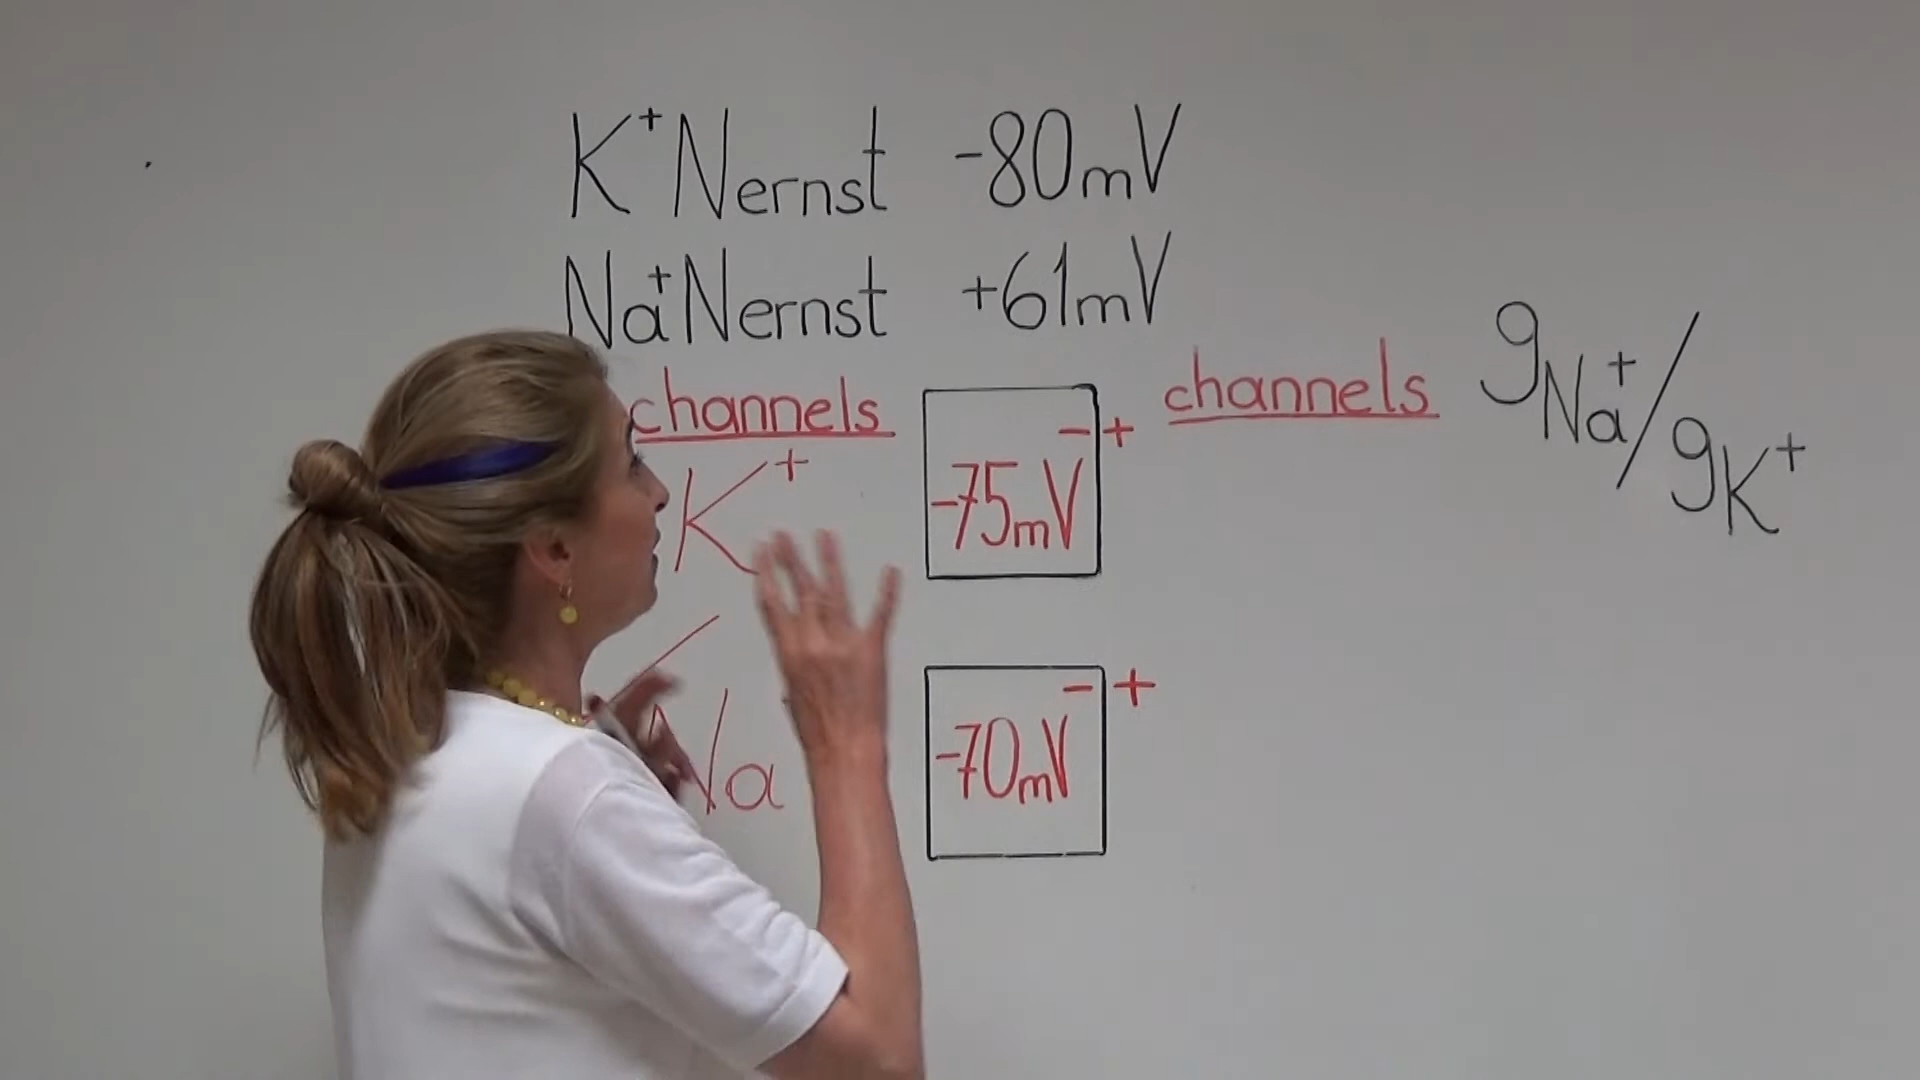 K⁺ Nernst -80mV
Na⁺ Nernst +61mV
channels
K⁺
Na
- +
-75mV
- +
-70mV
channels
gNa⁺/gK⁺